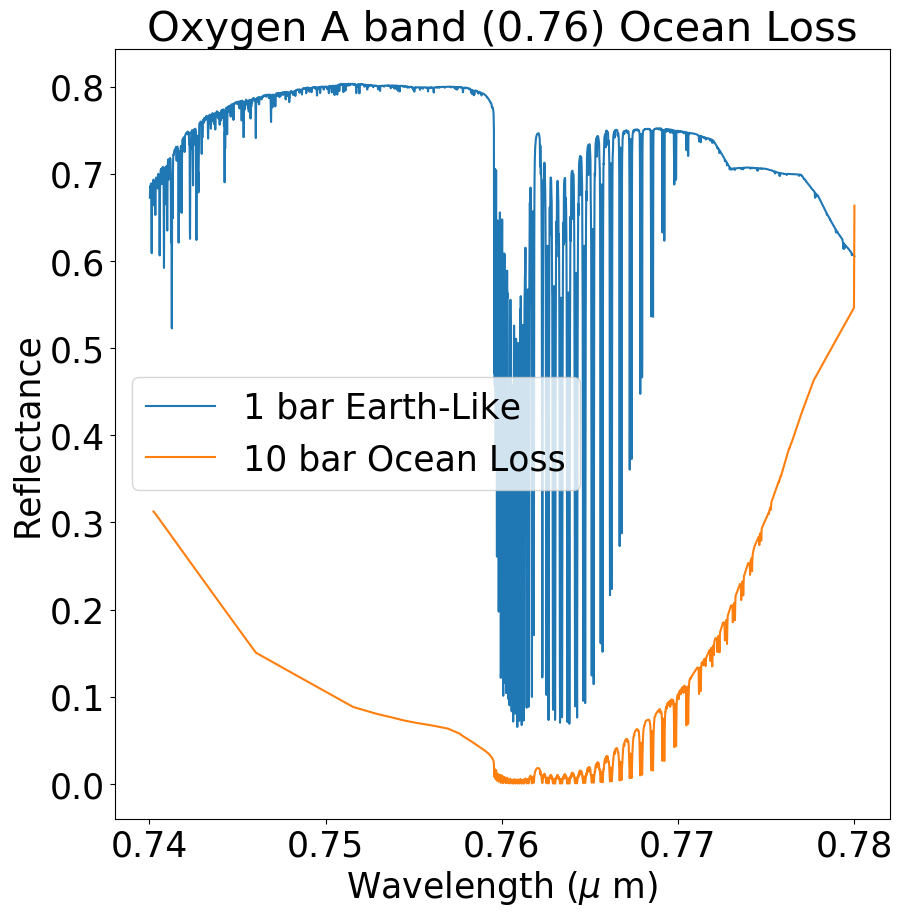 Oxygen A band (0.76) Ocean Loss
0.8
0.7
0.6
0.5
0.4
0.3
0.2
0.1
0.0
Reflectance
1 bar Earth-Like
10 bar Ocean Loss
0.74 0.75 0.76 0.77 0.78
Wavelength (μ m)